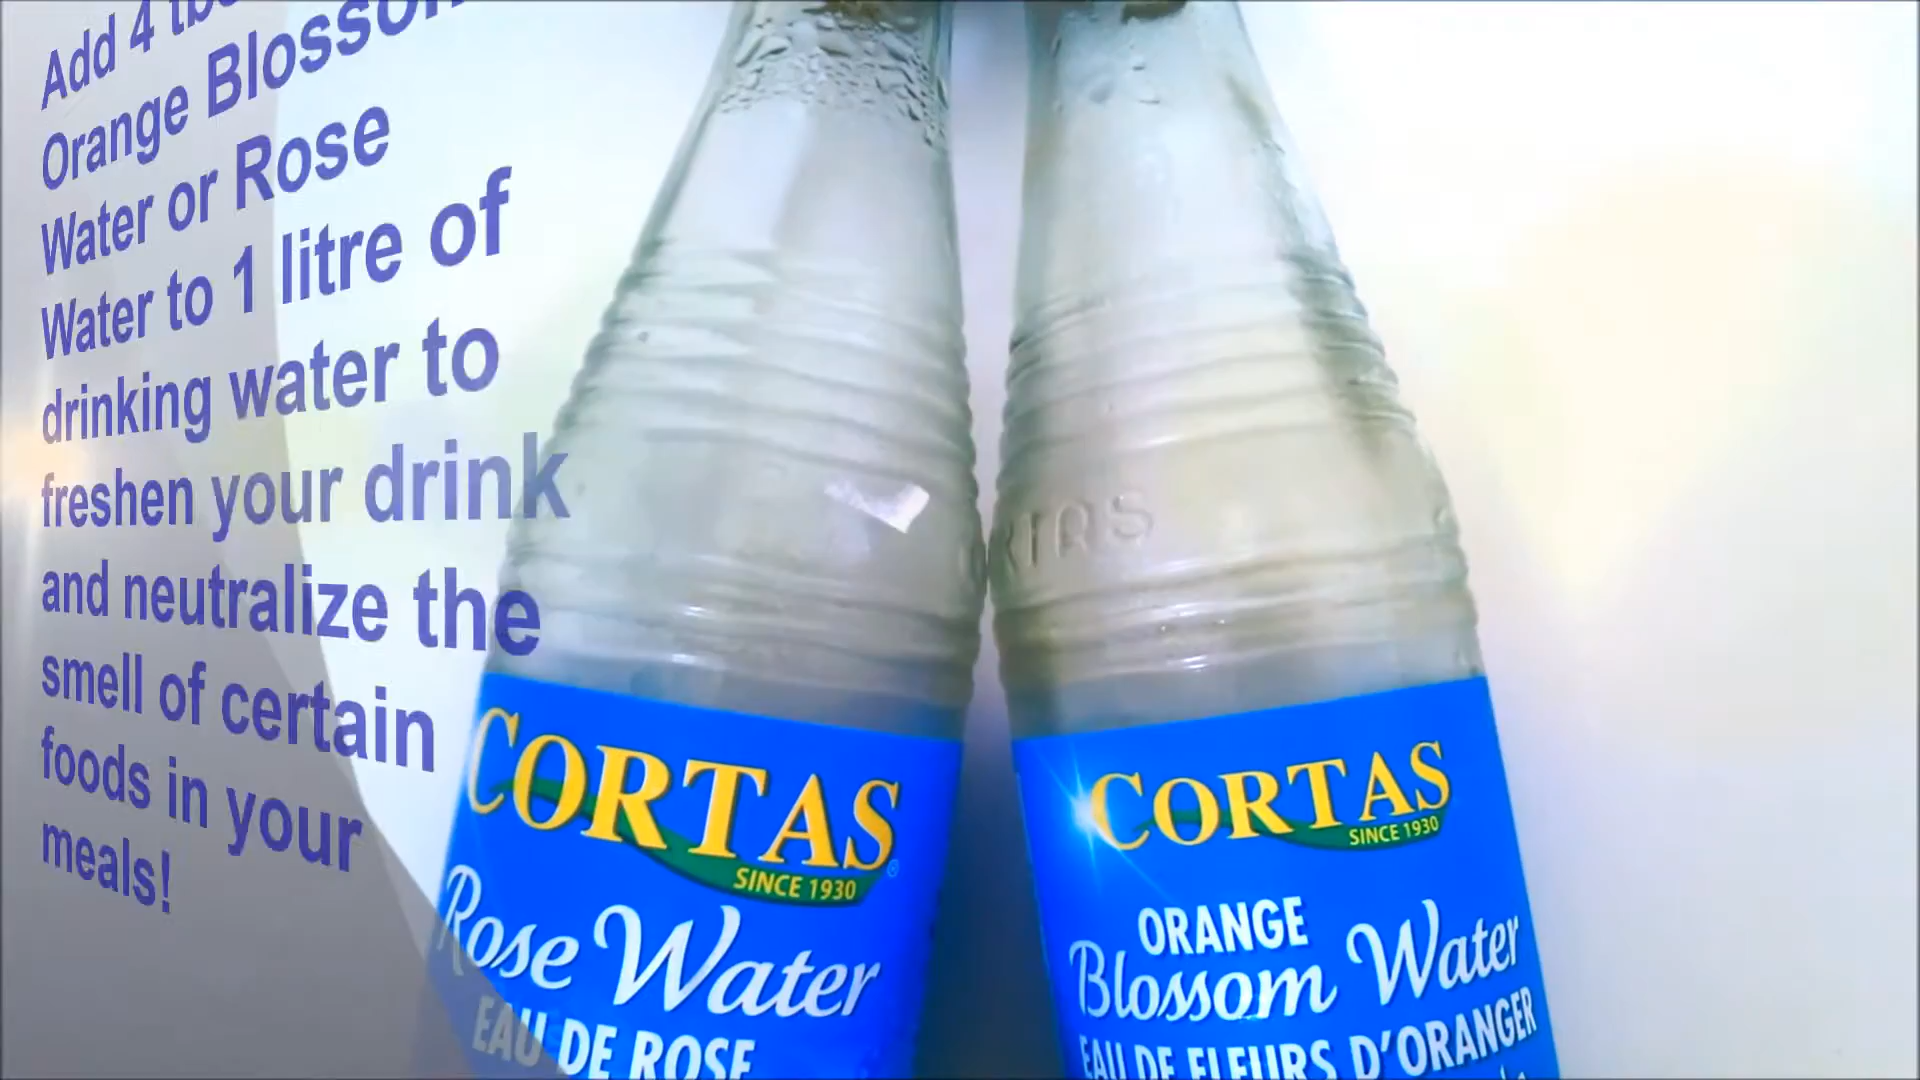 Add 4
Orange
Water or Rose
Water to 1 litre of
drinking water to
freshen your drink
and neutralize the
smell of certain
foods in your
meals!
CORTAS
SINCE 1930
Rose Water
EAU DE ROSE
CORTAS
SINCE 1930
ORANGE
Blossom Water
EAU DE FLEURS D'ORANGER